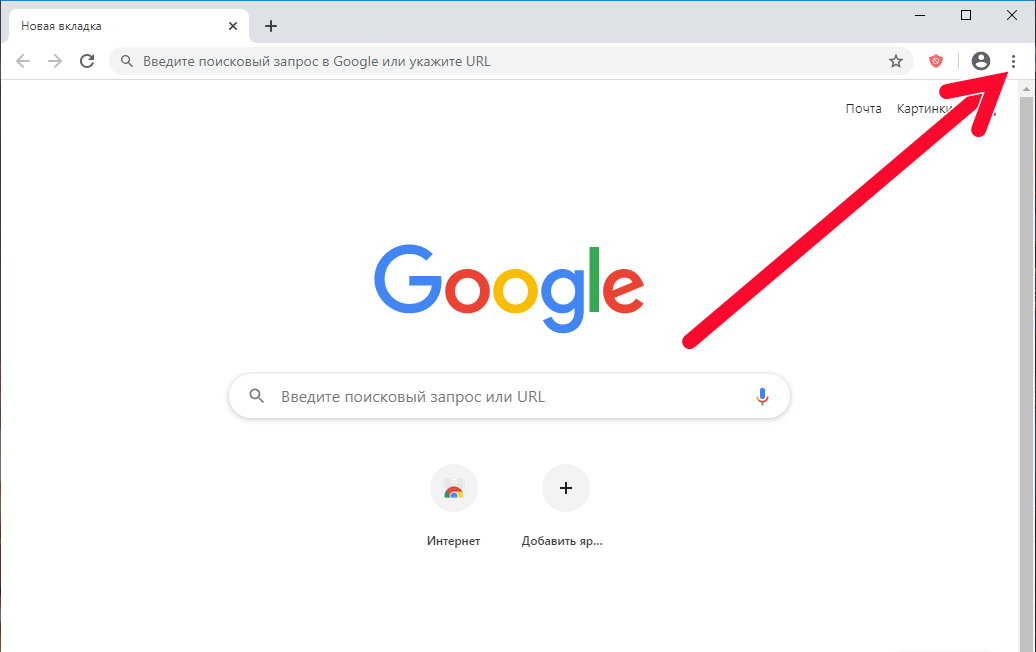 Новая вкладка
Введите поисковый запрос в Google или укажите URL
Почта Картинки
Google
Введите поисковый запрос или URL
Интернет Добавить яр...